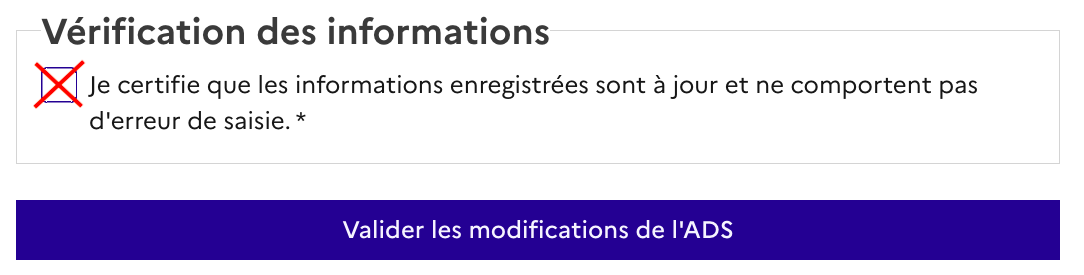 Vérification des informations
Je certifie que les informations enregistrées sont à jour et ne comportent pas
d'erreur de saisie. *
Valider les modifications de l'ADS